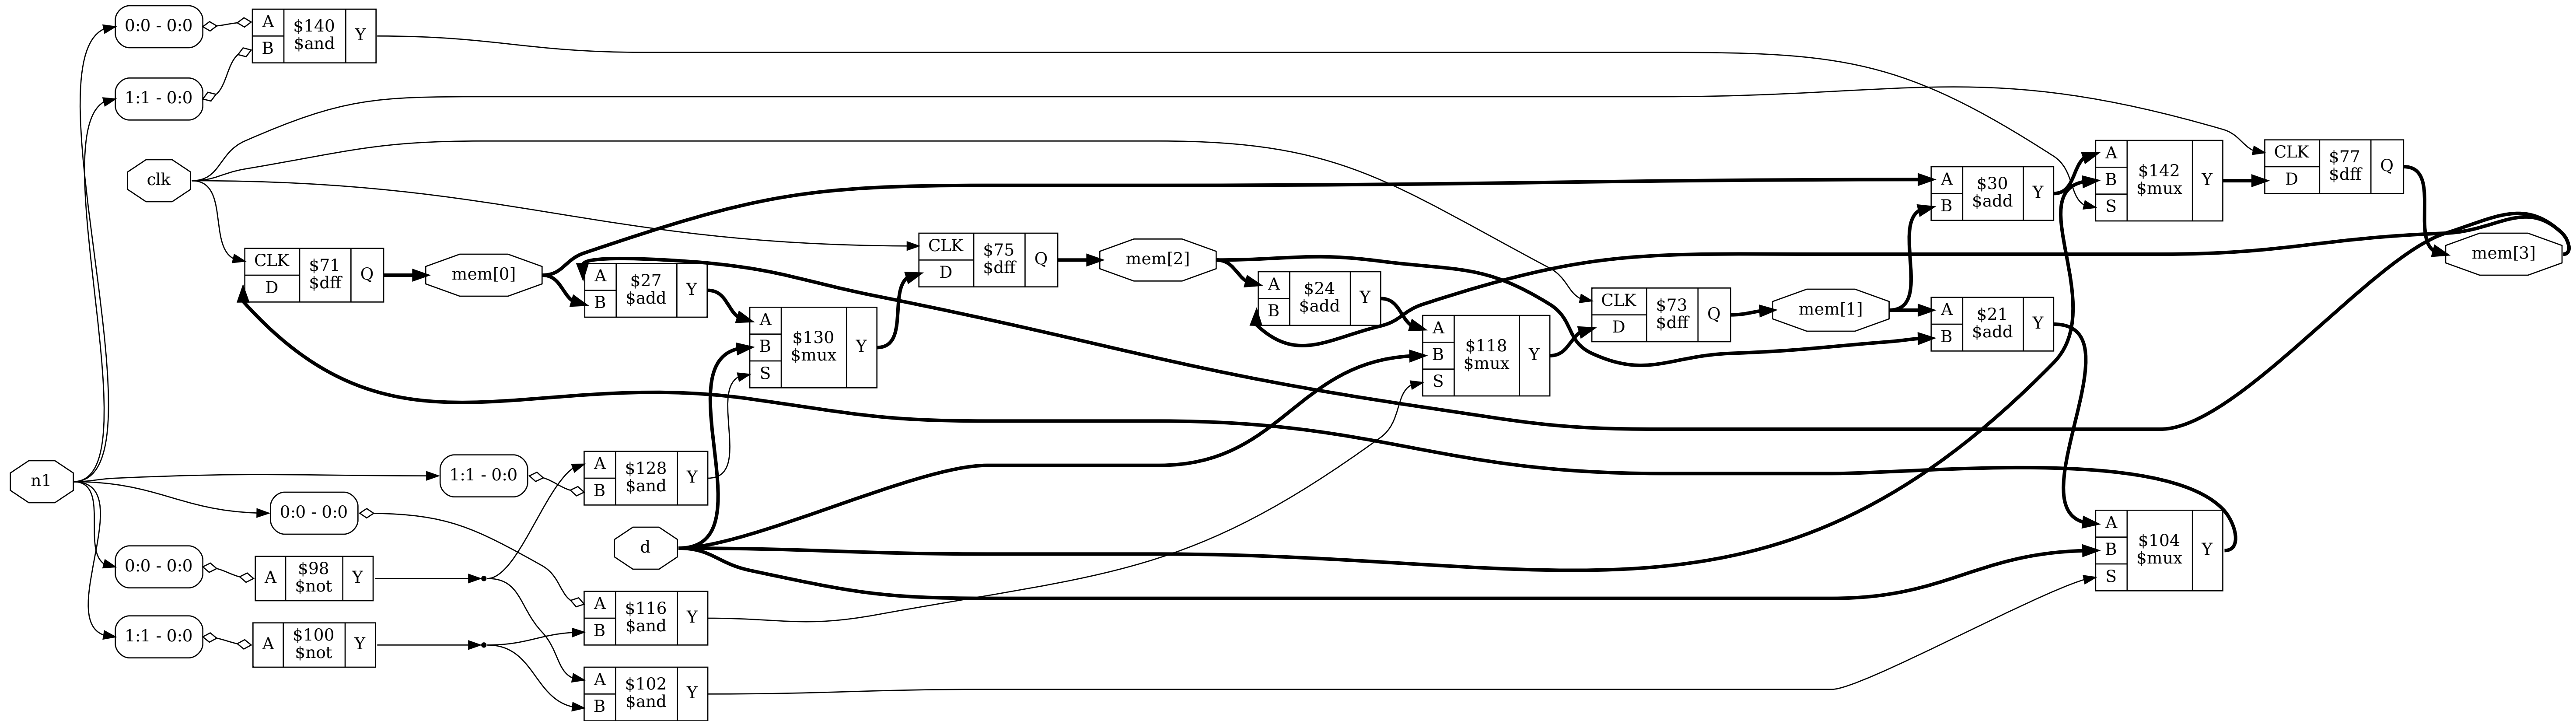 0:0 - 0:0
A
B
$140
$and
Y
1:1 - 0:0
clk
CLK
D
$71
$dff
Q
mem[0]
A
B
$27
$add
Y
A
B
S
$130
$mux
Y
CLK
D
$75
$dff
Q
mem[2]
A
B
$24
$add
Y
A
B
S
$118
$mux
Y
CLK
D
$73
$dff
Q
mem[1]
A
B
$30
$add
Y
A
B
$21
$add
Y
A
B
S
$142
$mux
Y
CLK
D
$77
$dff
Q
mem[3]
n1
1:1 - 0:0
A
B
$128
$and
Y
0:0 - 0:0
d
0:0 - 0:0
A
$98
$not
Y
A
B
$116
$and
Y
1:1 - 0:0
A
$100
$not
Y
A
B
$102
$and
Y
A
B
S
$104
$mux
Y